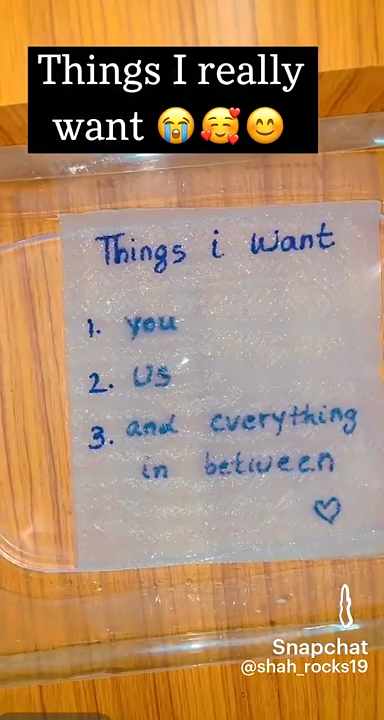 Things I really
want 😭🥰😊
Things i want
1. you
2. us
3. and everything
in between
♡
Snapchat
@shah_rocks19